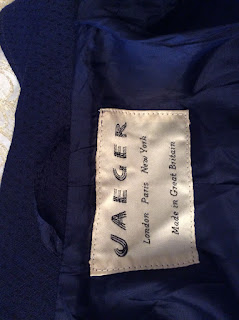 JAEGER
London Paris New York
Made in Great Britain